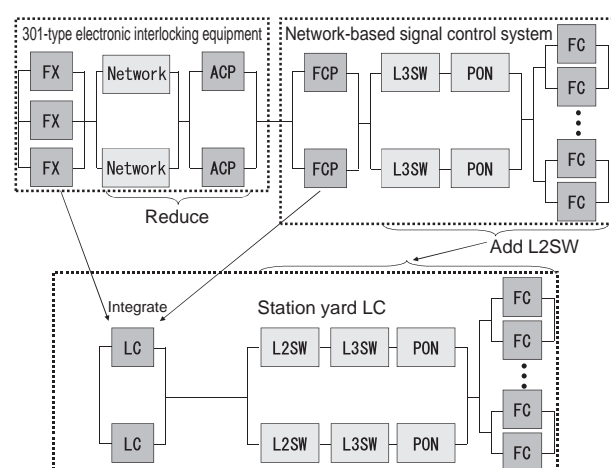 301-type electronic interlocking equipment
FX
FX
FX
Network
Network
ACP
ACP
Reduce
Network-based signal control system
FCP
FCP
L3SW
PON
L3SW
PON
FC
FC
FC
FC
Add L2SW
Integrate
Station yard LC
LC
LC
L2SW
L3SW
PON
L2SW
L3SW
PON
FC
FC
FC
FC